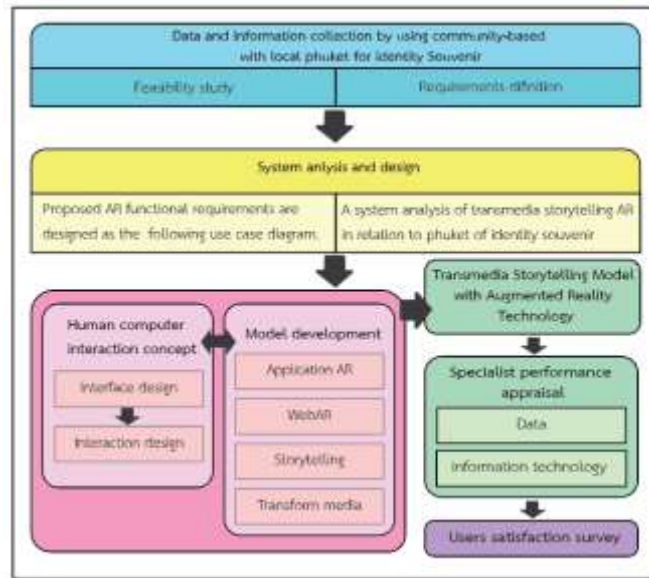 Data and information collection by using community-based
with local phuket for identity Souvenir
Feasibility study
Requirements difinition
System anlysis and design
Proposed AR functional requirements are
designed as the following use case diagram.
A system analysis of transmedia storytelling AR
in relation to phuket of identity souvenir
Human computer
interaction concept
Interface design
Interaction design
Model development
Application AR
WebAR
Storytelling
Transform media
Transmedia Storytelling Model
with Augmented Reality
Technology
Specialist performance
appraisal
Data
Information technology
Users satisfaction survey